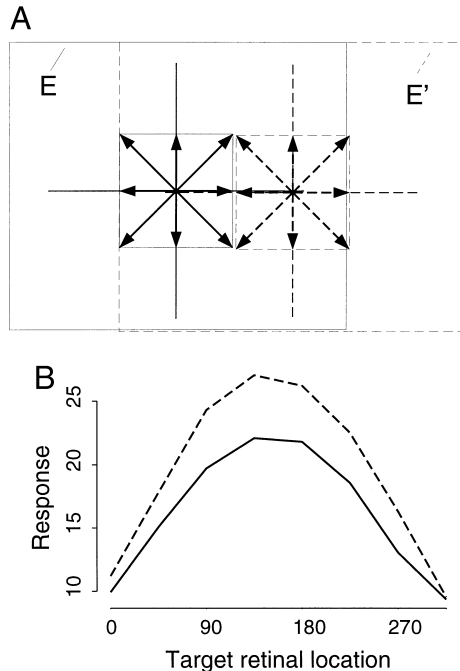 A
E
E'
B
25
20
15
10
Response
0 90 180 270
Target retinal location